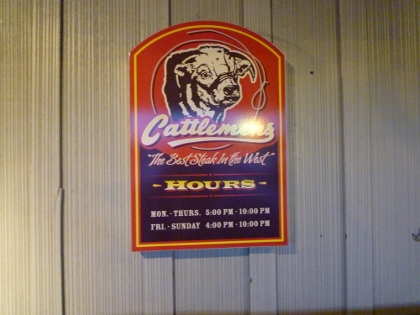 Cattlemens
"The Best Steak In the West"
- HOURS -
MON. - THURS. 5:00 PM - 10:00 PM
FRI. - SUNDAY 4:00 PM - 10:00 PM